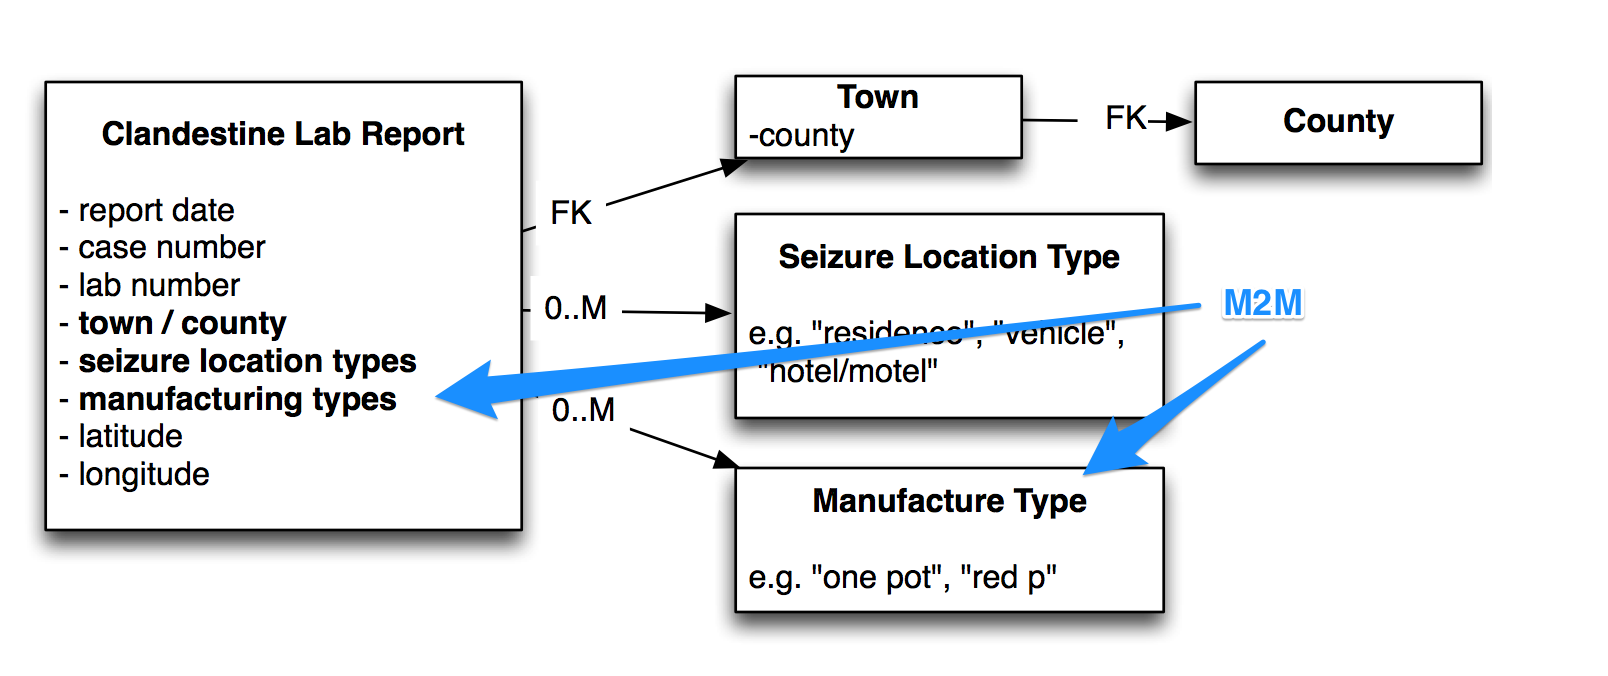 Clandestine Lab Report
- report date
- case number
- lab number
- town / county
- seizure location types
- manufacturing types
- latitude
- longitude
FK
0..M
0..M
Town
-county
FK
County
Seizure Location Type
e.g. "residence", "vehicle",
"hotel/motel"
M2M
Manufacture Type
e.g. "one pot", "red p"